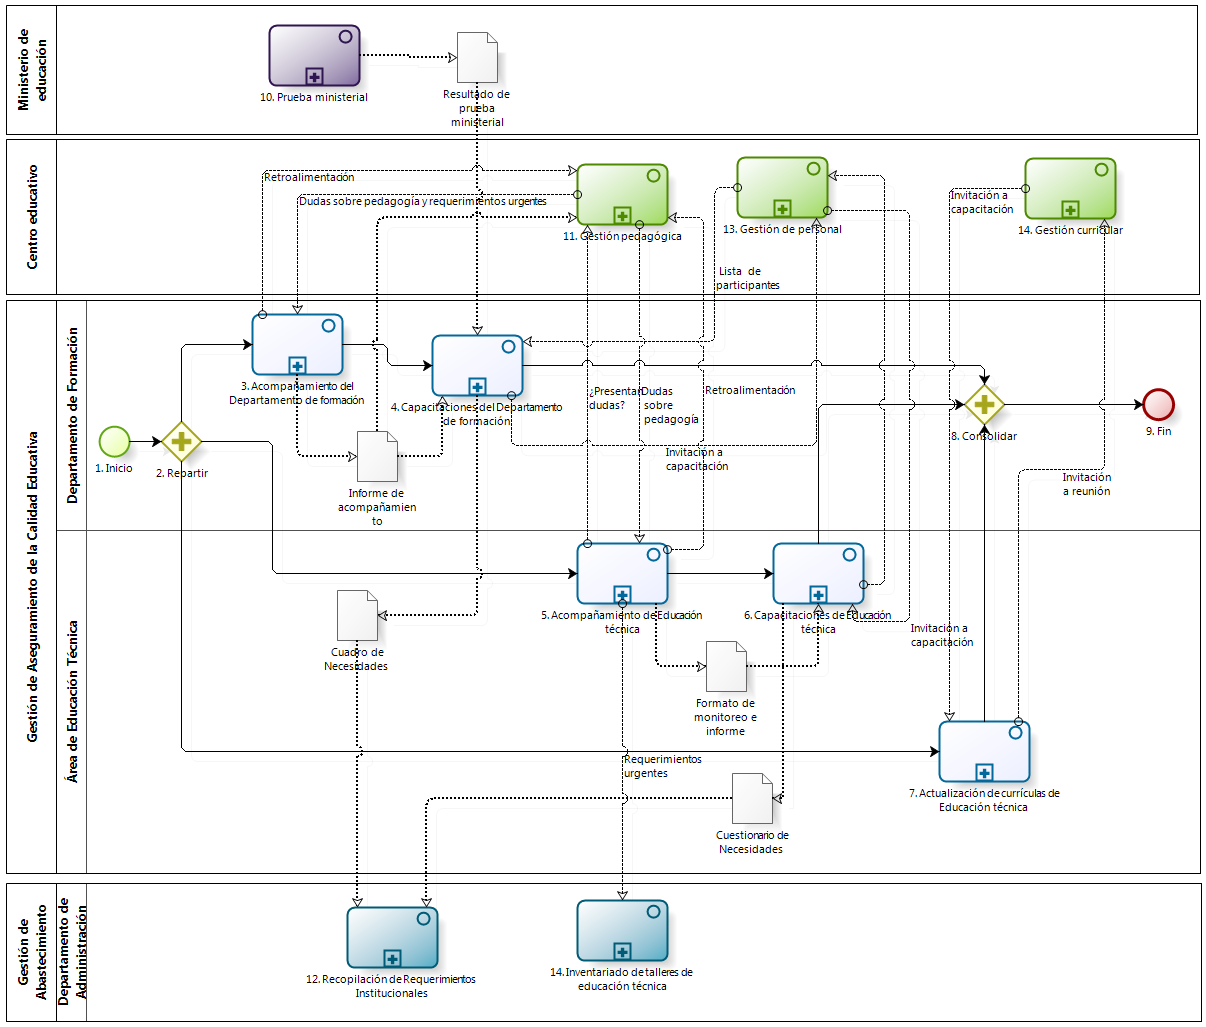 Ministerio de
educación
10. Prueba ministerial
Resultado de
prueba
ministerial
Centro educativo
Retroalimentación
Dudas sobre pedagogía y requerimientos urgentes
11. Gestión pedagógica
13. Gestión de personal
Invitación a
capacitación
14. Gestión curricular
Lista de
participantes
Gestión de Aseguramiento de la Calidad Educativa
Departamento de Formación
1. Inicio
2. Repartir
3. Acompañamiento del
Departamento de formación
4. Capacitaciones del Departamento
de formación
Informe de
acompañamien
to
¿Presentar
dudas?
Dudas
sobre
pedagogía
Retroalimentación
Invitación a
capacitación
8. Consolidar
9. Fin
Invitación
a reunión
Área de Educación Técnica
5. Acompañamiento de Educación
técnica
6. Capacitaciones de Educación
técnica
Invitación a
capacitación
Cuadro de
Necesidades
Formato de
monitoreo e
informe
Requerimientos
urgentes
Cuestionario de
Necesidades
7. Actualización de currículas de
Educación técnica
Gestión de
Abastecimiento
Departamento de
Administración
12. Recopilación de Requerimientos
Institucionales
14. Inventariado de talleres de
educación técnica